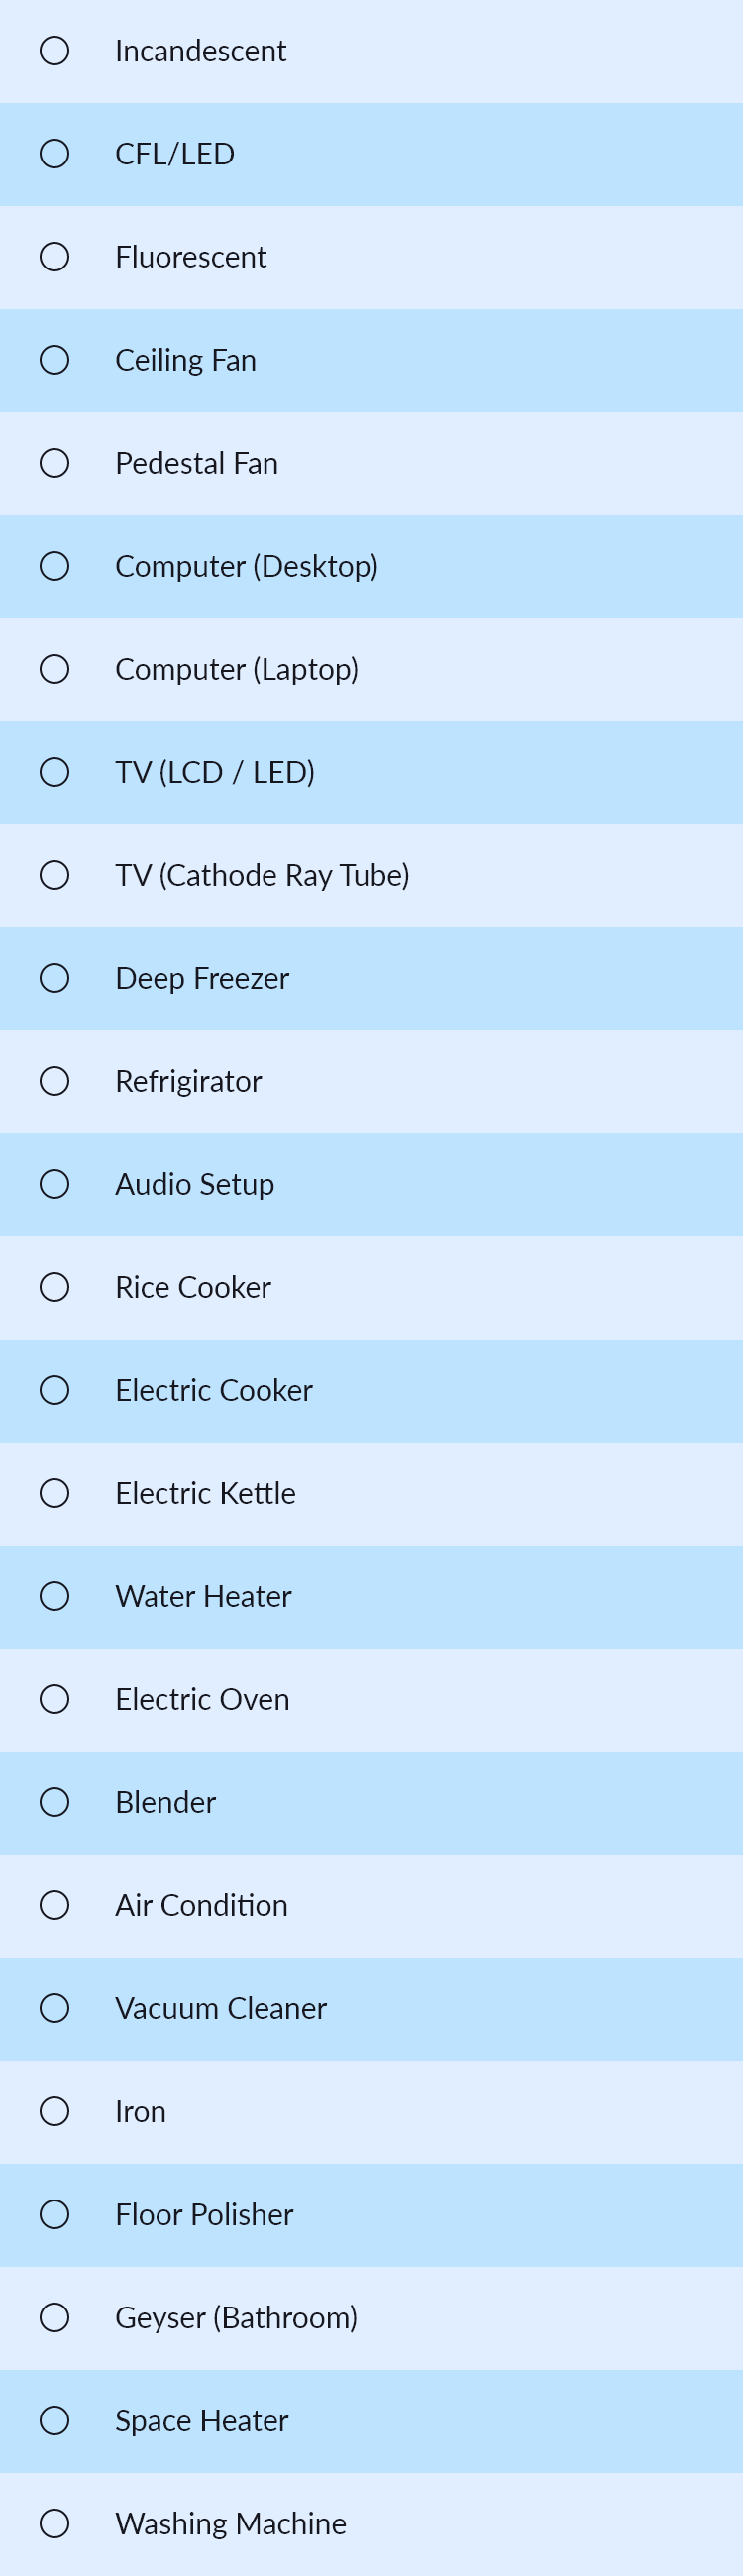 Incandescent
CFL/LED
Fluorescent
Ceiling Fan
Pedestal Fan
Computer (Desktop)
Computer (Laptop)
TV (LCD / LED)
TV (Cathode Ray Tube)
Deep Freezer
Refrigirator
Audio Setup
Rice Cooker
Electric Cooker
Electric Kettle
Water Heater
Electric Oven
Blender
Air Condition
Vacuum Cleaner
Iron
Floor Polisher
Geyser (Bathroom)
Space Heater
Washing Machine